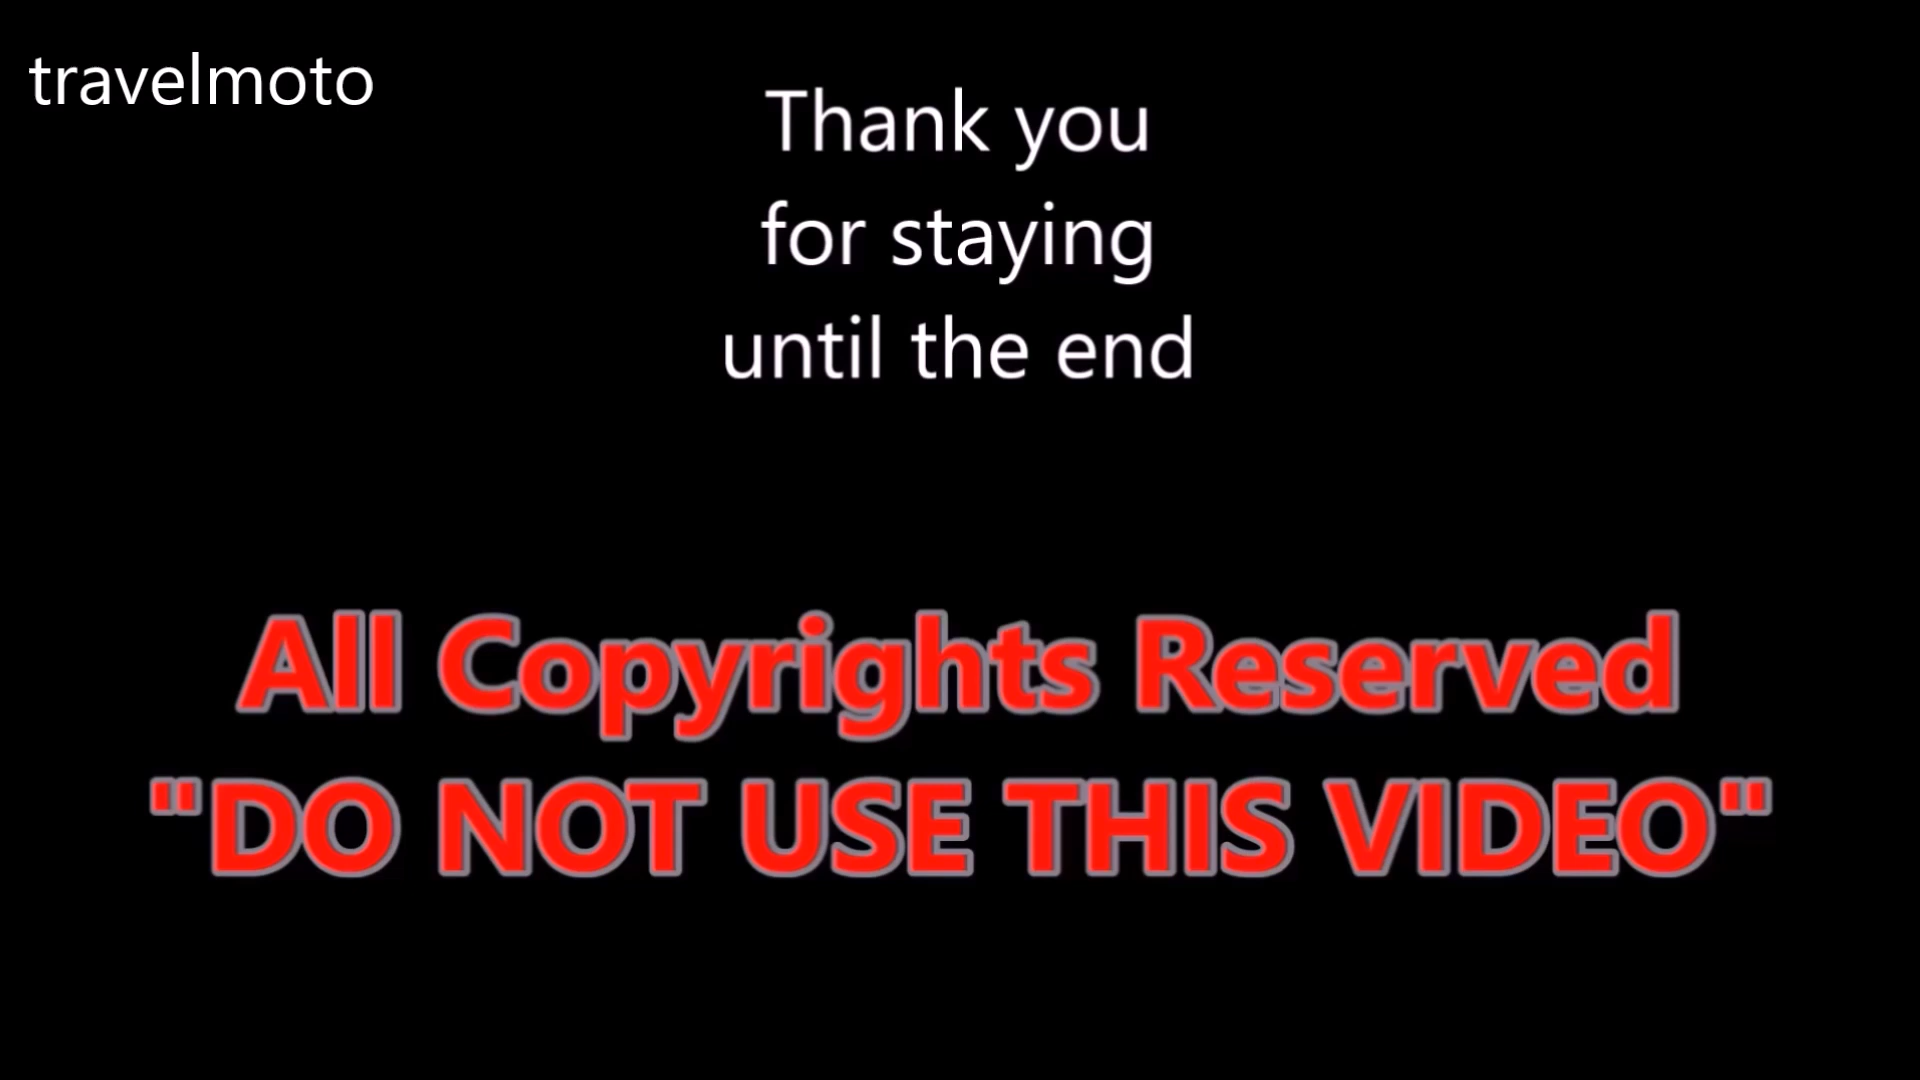 travelmoto
Thank you
for staying
until the end
All Copyrights Reserved
"DO NOT USE THIS VIDEO"